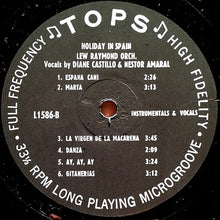 TOPS
FULL FREQUENCY
HIGH FIDELITY
HOLIDAY IN SPAIN
LEW RAYMOND ORCH.
Vocals by DIANE CASTILLO & NESTOR AMARAL
1. ESPANA CANI 2:26
2. MARTA 3:13
L1586-B INSTRUMENTALS & VOCALS
3. LA VIRGEN DE LA MACARENA 3:45
4. DANZA 2:09
5. AY, AY, AY 3:34
6. GITANERIAS 3:12
33⅓ RPM LONG PLAYING MICROGROOVE